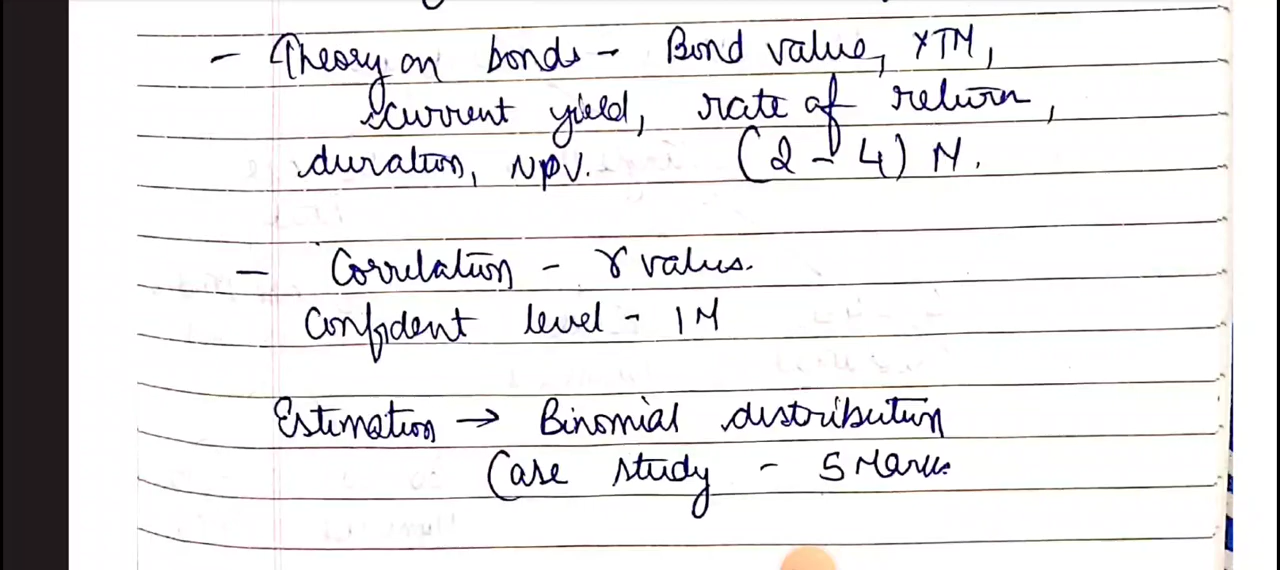 - Theory on bonds - Bond value, YTM,
current yield, rate of return,
duration, NPV. (2-4) M.
- Correlation - r value.
Confident level - 1M
Estimation → Binomial distribution
Case study - 5 Marks